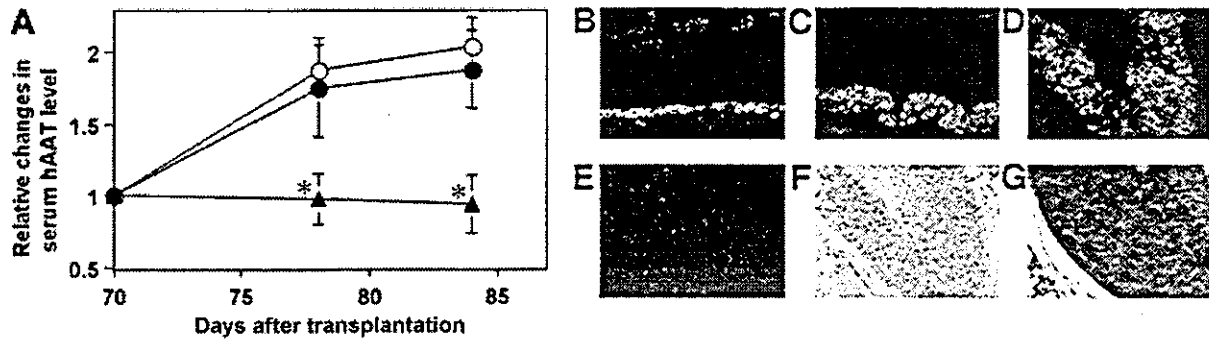 A
Relative changes in
serum hAAT level
2
1.5
1
0.5
*
*
70
75
80
85
Days after transplantation
B
C
D
E
F
G